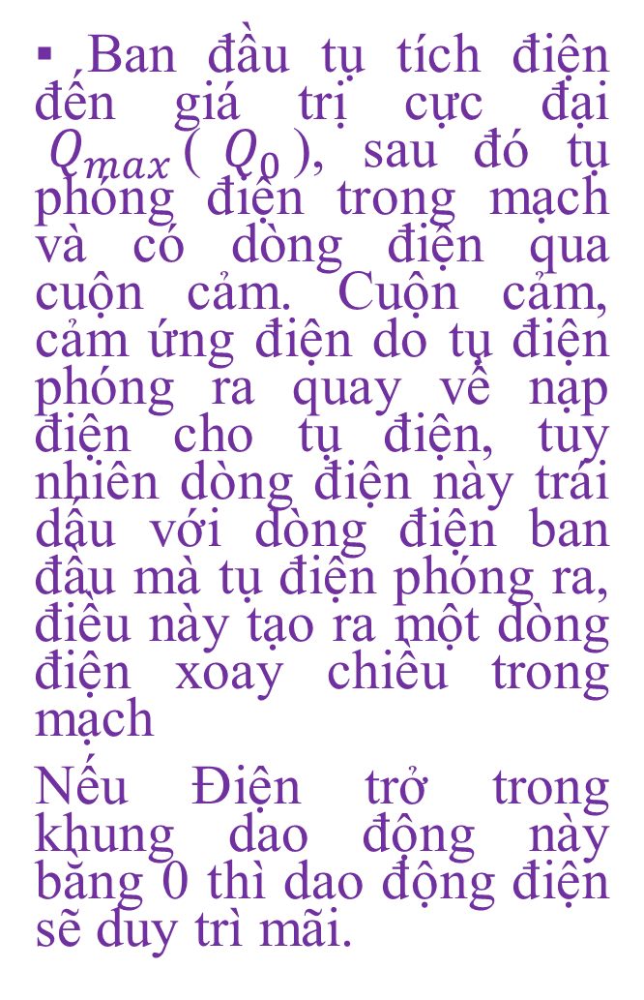 ▪ Ban đầu tụ tích điện
đến giá trị cực đại
Qmax ( Q0 ), sau đó tụ
phóng điện trong mạch
và có dòng điện qua
cuộn cảm. Cuộn cảm,
cảm ứng điện do tụ điện
phóng ra quay về nạp
điện cho tụ điện, tuy
nhiên dòng điện này trái
dấu với dòng điện ban
đầu mà tụ điện phóng ra,
điều này tạo ra một dòng
điện xoay chiều trong
mạch
Nếu Điện trở trong
khung dao động này
bằng 0 thì dao động điện
sẽ duy trì mãi.